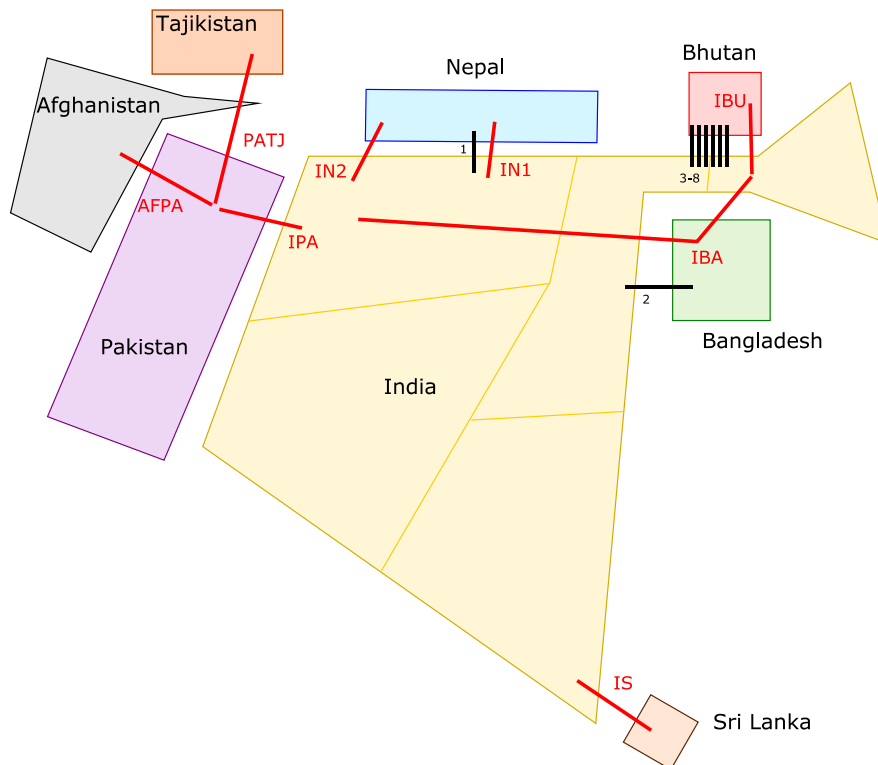 Tajikistan
Bhutan
Nepal
Afghanistan
IBU
PATJ
1
IN2
IN1
3-8
AFPA
IPA
IBA
2
Pakistan
Bangladesh
India
IS
Sri Lanka